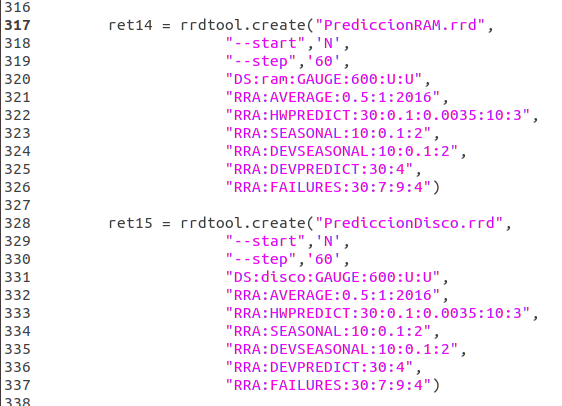 316
317 ret14 = rrdtool.create("PrediccionRAM.rrd",
318 "--start",'N',
319 "--step",'60',
320 "DS:ram:GAUGE:600:U:U",
321 "RRA:AVERAGE:0.5:1:2016",
322 "RRA:HWPREDICT:30:0.1:0.0035:10:3",
323 "RRA:SEASONAL:10:0.1:2",
324 "RRA:DEVSEASONAL:10:0.1:2",
325 "RRA:DEVPREDICT:30:4",
326 "RRA:FAILURES:30:7:9:4")
327
328 ret15 = rrdtool.create("PrediccionDisco.rrd",
329 "--start",'N',
330 "--step",'60',
331 "DS:disco:GAUGE:600:U:U",
332 "RRA:AVERAGE:0.5:1:2016",
333 "RRA:HWPREDICT:30:0.1:0.0035:10:3",
334 "RRA:SEASONAL:10:0.1:2",
335 "RRA:DEVSEASONAL:10:0.1:2",
336 "RRA:DEVPREDICT:30:4",
337 "RRA:FAILURES:30:7:9:4")
338